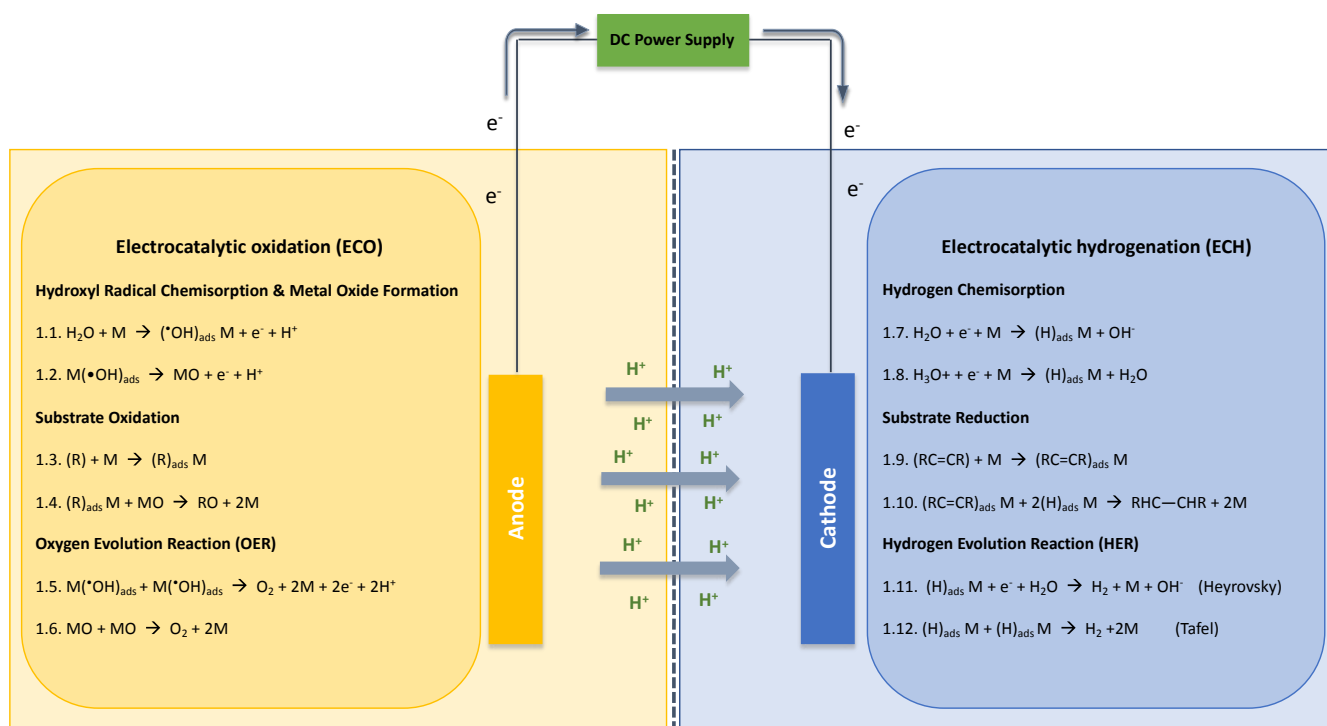 DC Power Supply
e⁻
e⁻
e⁻
e⁻
Electrocatalytic oxidation (ECO)
Hydroxyl Radical Chemisorption & Metal Oxide Formation
1.1. H₂O + M → (•OH)ads M + e⁻ + H⁺
1.2. M(•OH)ads → MO + e⁻ + H⁺
Substrate Oxidation
1.3. (R) + M → (R)ads M
1.4. (R)ads M + MO → RO + 2M
Oxygen Evolution Reaction (OER)
1.5. M(•OH)ads + M(•OH)ads → O₂ + 2M + 2e⁻ + 2H⁺
1.6. MO + MO → O₂ + 2M
Anode
H⁺ H⁺
H⁺ H⁺
H⁺ H⁺
H⁺ H⁺
H⁺ H⁺
H⁺ H⁺
Cathode
Electrocatalytic hydrogenation (ECH)
Hydrogen Chemisorption
1.7. H₂O + e⁻ + M → (H)ads M + OH⁻
1.8. H₃O+ + e⁻ + M → (H)ads M + H₂O
Substrate Reduction
1.9. (RC=CR) + M → (RC=CR)ads M
1.10. (RC=CR)ads M + 2(H)ads M → RHC—CHR + 2M
Hydrogen Evolution Reaction (HER)
1.11. (H)ads M + e⁻ + H₂O → H₂ + M + OH⁻ (Heyrovsky)
1.12. (H)ads M + (H)ads M → H₂ +2M (Tafel)